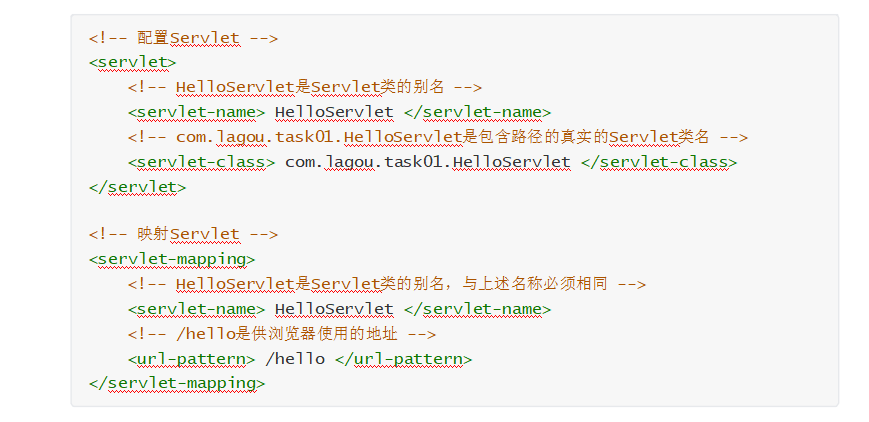 <!-- 配置Servlet -->
<servlet>
    <!-- HelloServlet是Servlet类的别名 -->
    <servlet-name> HelloServlet </servlet-name>
    <!-- com.lagou.task01.HelloServlet是包含路径的真实的Servlet类名 -->
    <servlet-class> com.lagou.task01.HelloServlet </servlet-class>
</servlet>

<!-- 映射Servlet -->
<servlet-mapping>
    <!-- HelloServlet是Servlet类的别名，与上述名称必须相同 -->
    <servlet-name> HelloServlet </servlet-name>
    <!-- /hello是供浏览器使用的地址 -->
    <url-pattern> /hello </url-pattern>
</servlet-mapping>